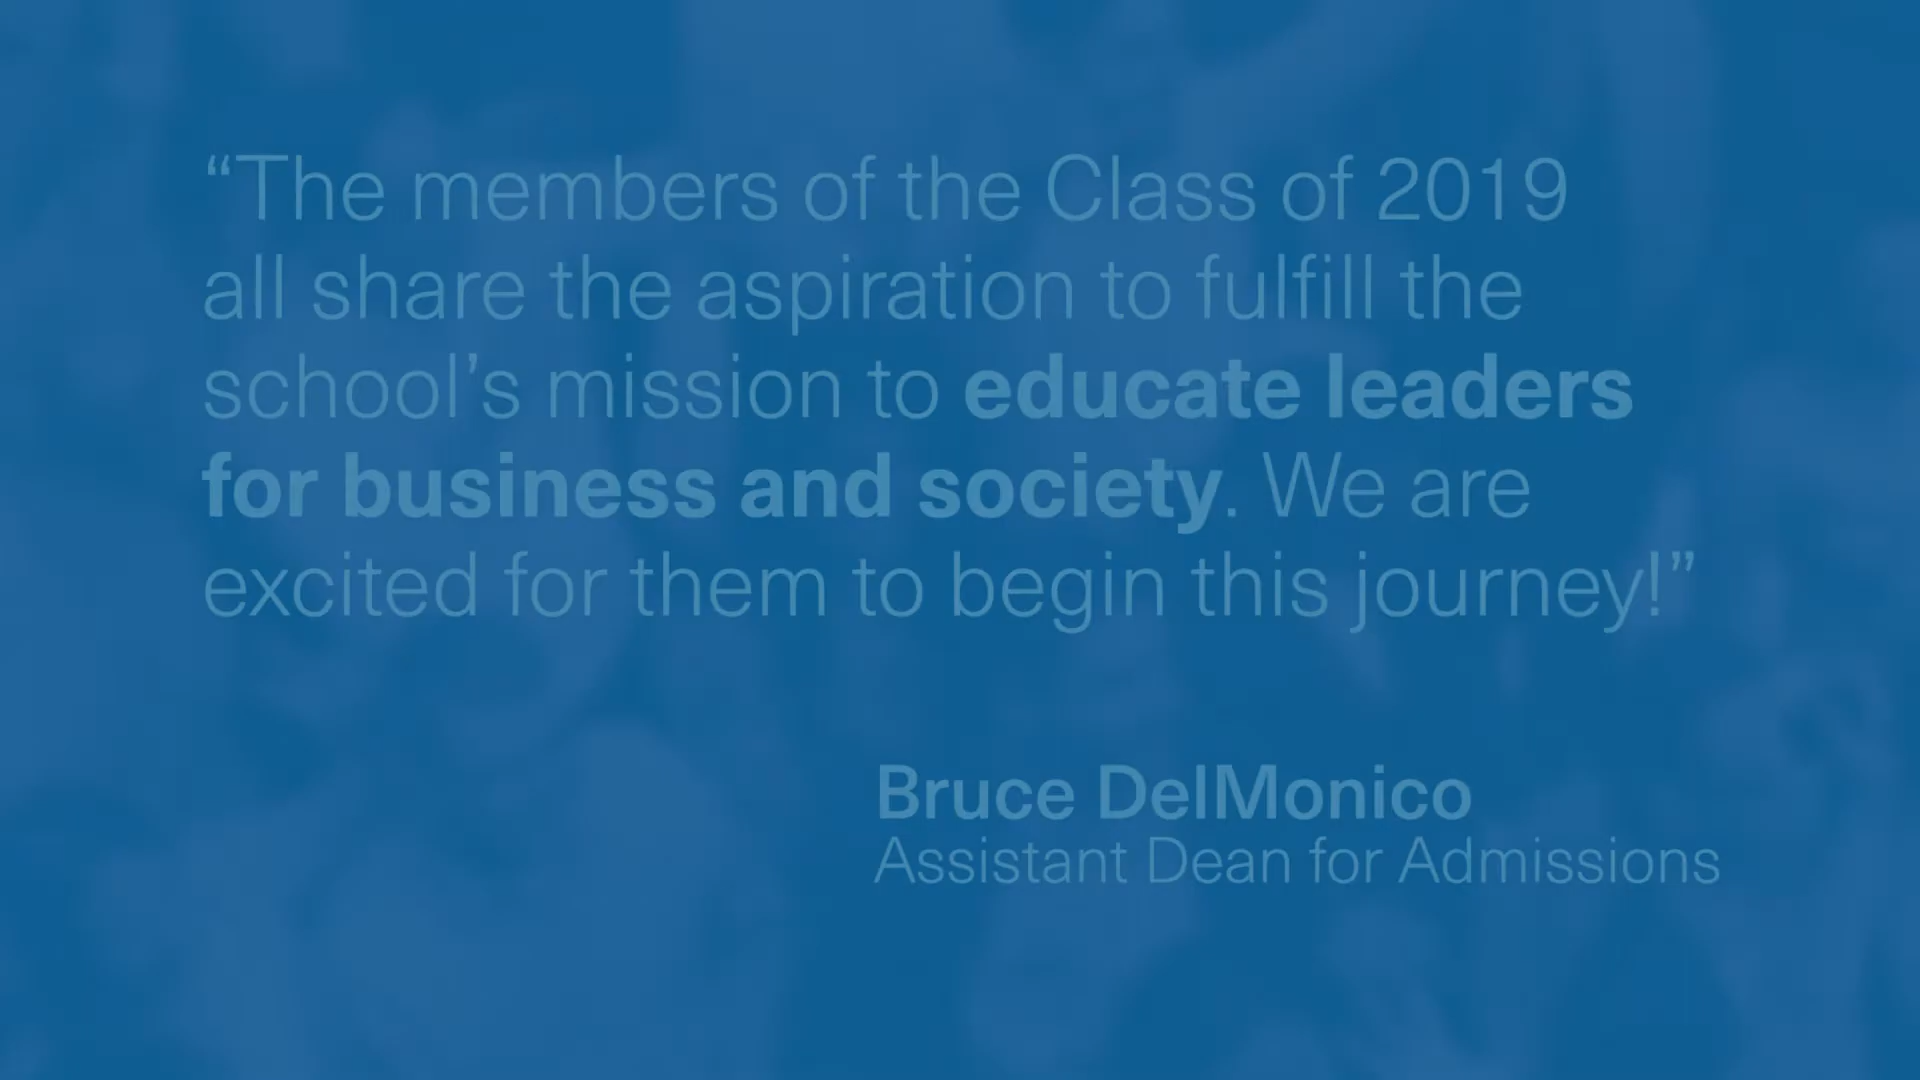 “The members of the Class of 2019
all share the aspiration to fulfill the
school’s mission to educate leaders
for business and society. We are
excited for them to begin this journey!”
Bruce DelMonico
Assistant Dean for Admissions